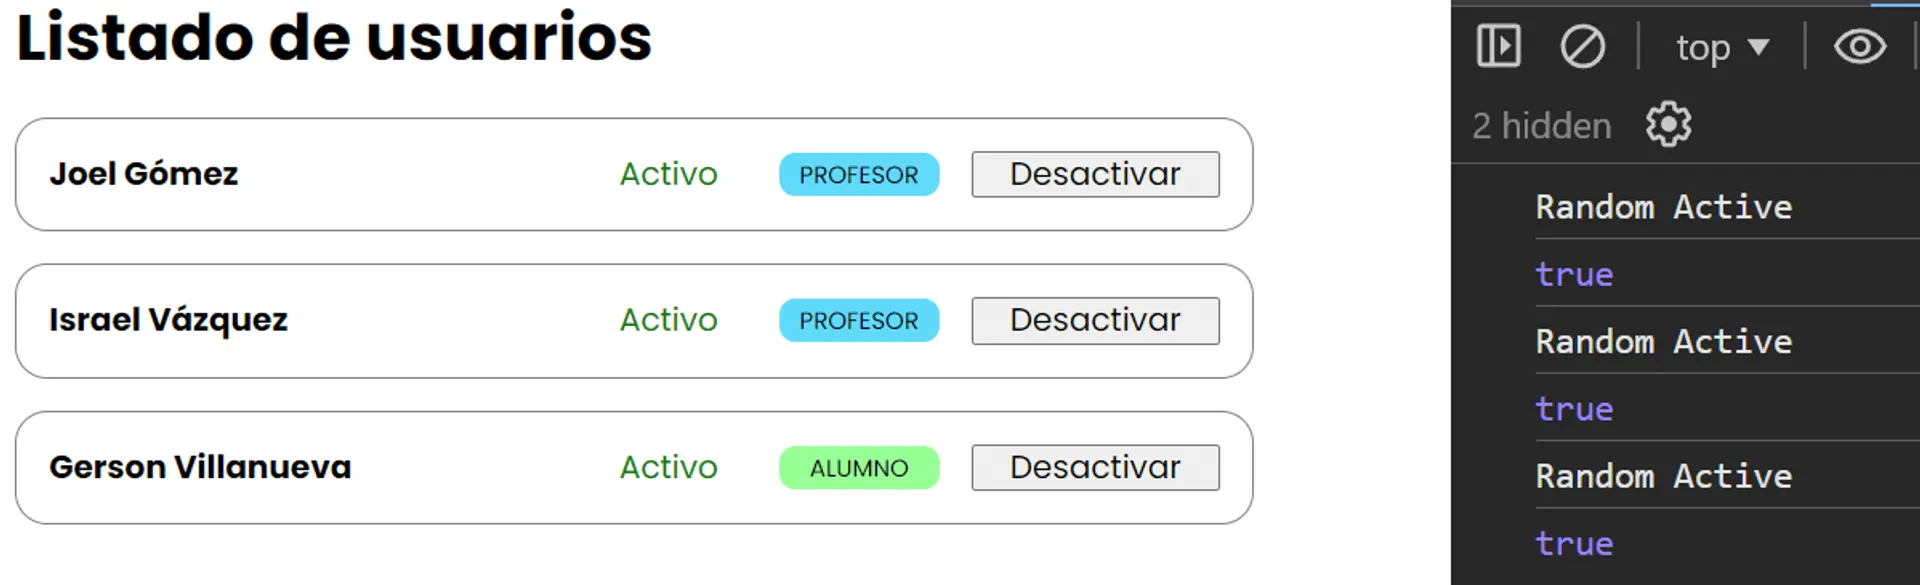 Listado de usuarios
Joel Gómez Activo PROFESOR Desactivar
Israel Vázquez Activo PROFESOR Desactivar
Gerson Villanueva Activo ALUMNO Desactivar
top
2 hidden
Random Active
true
Random Active
true
Random Active
true